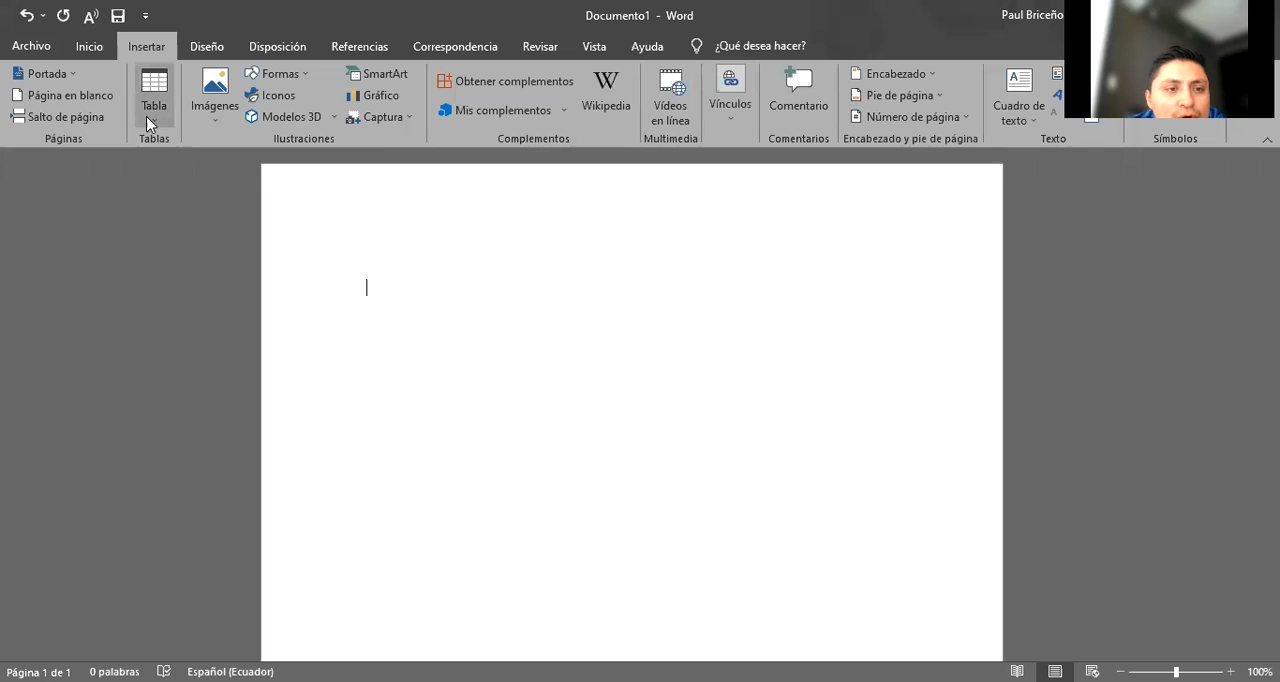 Documento1 - Word
Paul Briceño
Archivo
Inicio
Insertar
Diseño
Disposición
Referencias
Correspondencia
Revisar
Vista
Ayuda
¿Qué desea hacer?
Portada
Página en blanco
Salto de página
Páginas
Tabla
Tablas
Imágenes
Formas
Iconos
Modelos 3D
SmartArt
Gráfico
Captura
Ilustraciones
Obtener complementos
Mis complementos
W
Wikipedia
Complementos
Vídeos
en línea
Multimedia
Vínculos
Comentario
Comentarios
Encabezado
Pie de página
Número de página
Encabezado y pie de página
Cuadro de
texto
Texto
Símbolos
Página 1 de 1
0 palabras
Español (Ecuador)
100%